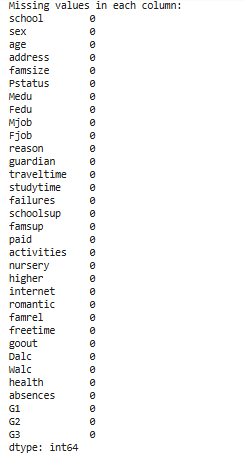 Missing values in each column:
school 0
sex 0
age 0
address 0
famsize 0
Pstatus 0
Medu 0
Fedu 0
Mjob 0
Fjob 0
reason 0
guardian 0
traveltime 0
studytime 0
failures 0
schoolsup 0
famsup 0
paid 0
activities 0
nursery 0
higher 0
internet 0
romantic 0
famrel 0
freetime 0
goout 0
Dalc 0
Walc 0
health 0
absences 0
G1 0
G2 0
G3 0
dtype: int64